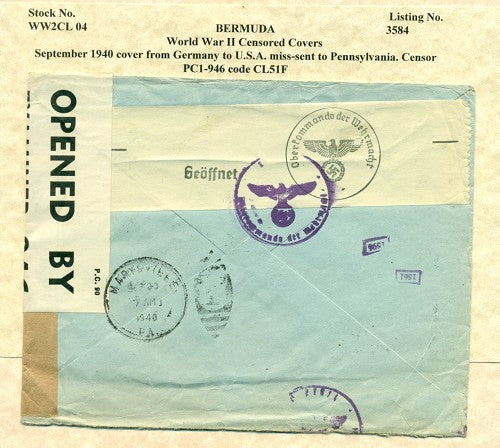 Stock No.
WW2CL 04
BERMUDA
Listing No.
3584
World War II Censored Covers
September 1940 cover from Germany to U.S.A. miss-sent to Pennsylvania. Censor
PC1-946 code CL51F
OPENED BY
P.C. 90
Geöffnet
Oberkommando der Wehrmacht
der Wehrmacht
MARYSVILLE
1940
PA.
1596
1561